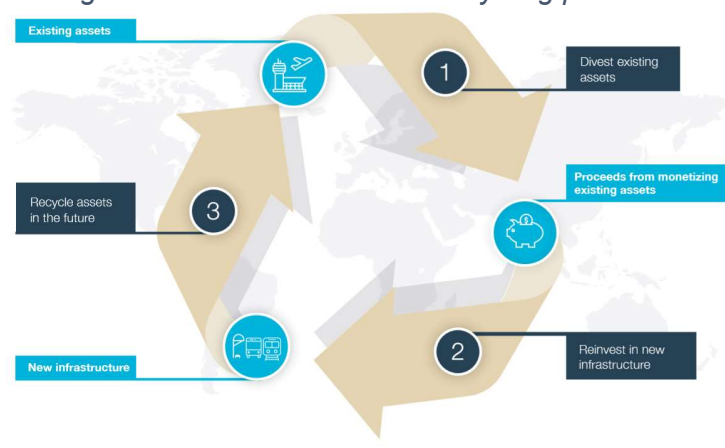 Existing assets
1
Divest existing
assets
Proceeds from monetizing
existing assets
$
Recycle assets
in the future
3
2
Reinvest in new
infrastructure
New infrastructure